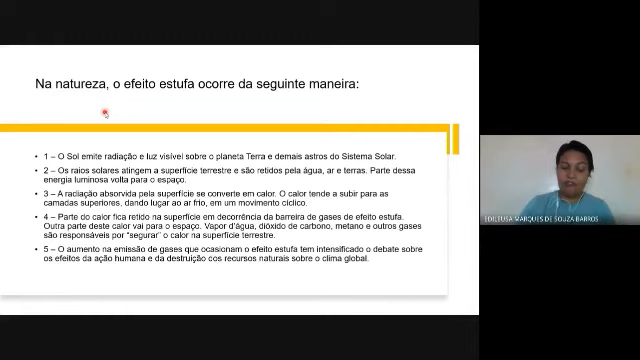 Na natureza, o efeito estufa ocorre da seguinte maneira:
• 1 – O Sol emite radiação e luz visível sobre o planeta Terra e demais astros do Sistema Solar.
• 2 – Os raios solares atingem a superfície terrestre e são retidos pela água, ar e terras. Parte dessa
energia luminosa volta para o espaço.
• 3 – A radiação absorvida pela superfície se converte em calor. O calor tende a subir para as
camadas superiores, dando lugar ao ar frio, em um movimento cíclico.
• 4 – Parte do calor fica retido na superfície em decorrência da barreira de gases de efeito estufa.
Outra parte deste calor vai para o espaço. Vapor d'água, dióxido de carbono, metano e outros gases
são responsáveis por “segurar” o calor na superfície terrestre.
• 5 – O aumento na emissão de gases que ocasionam o efeito estufa tem intensificado o debate sobre
os efeitos da ação humana e da destruição dos recursos naturais sobre o clima global.
EDILEUSA MARQUES DE SOUZA BARROS